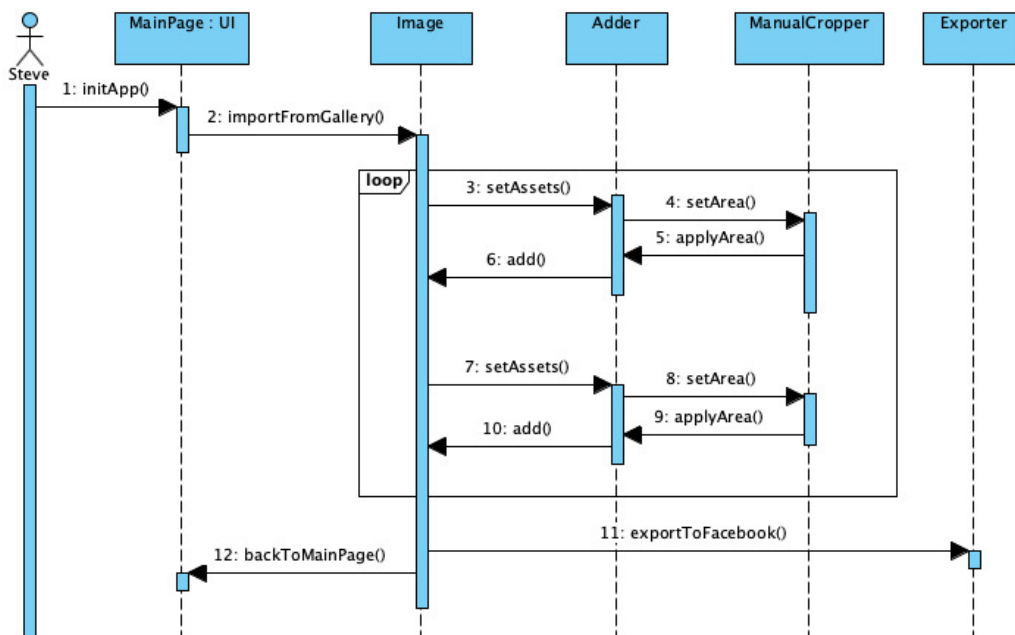 MainPage : UI
Image
Adder
ManualCropper
Exporter
Steve
1: initApp()
2: importFromGallery()
loop
3: setAssets()
4: setArea()
5: applyArea()
6: add()
7: setAssets()
8: setArea()
9: applyArea()
10: add()
11: exportToFacebook()
12: backToMainPage()